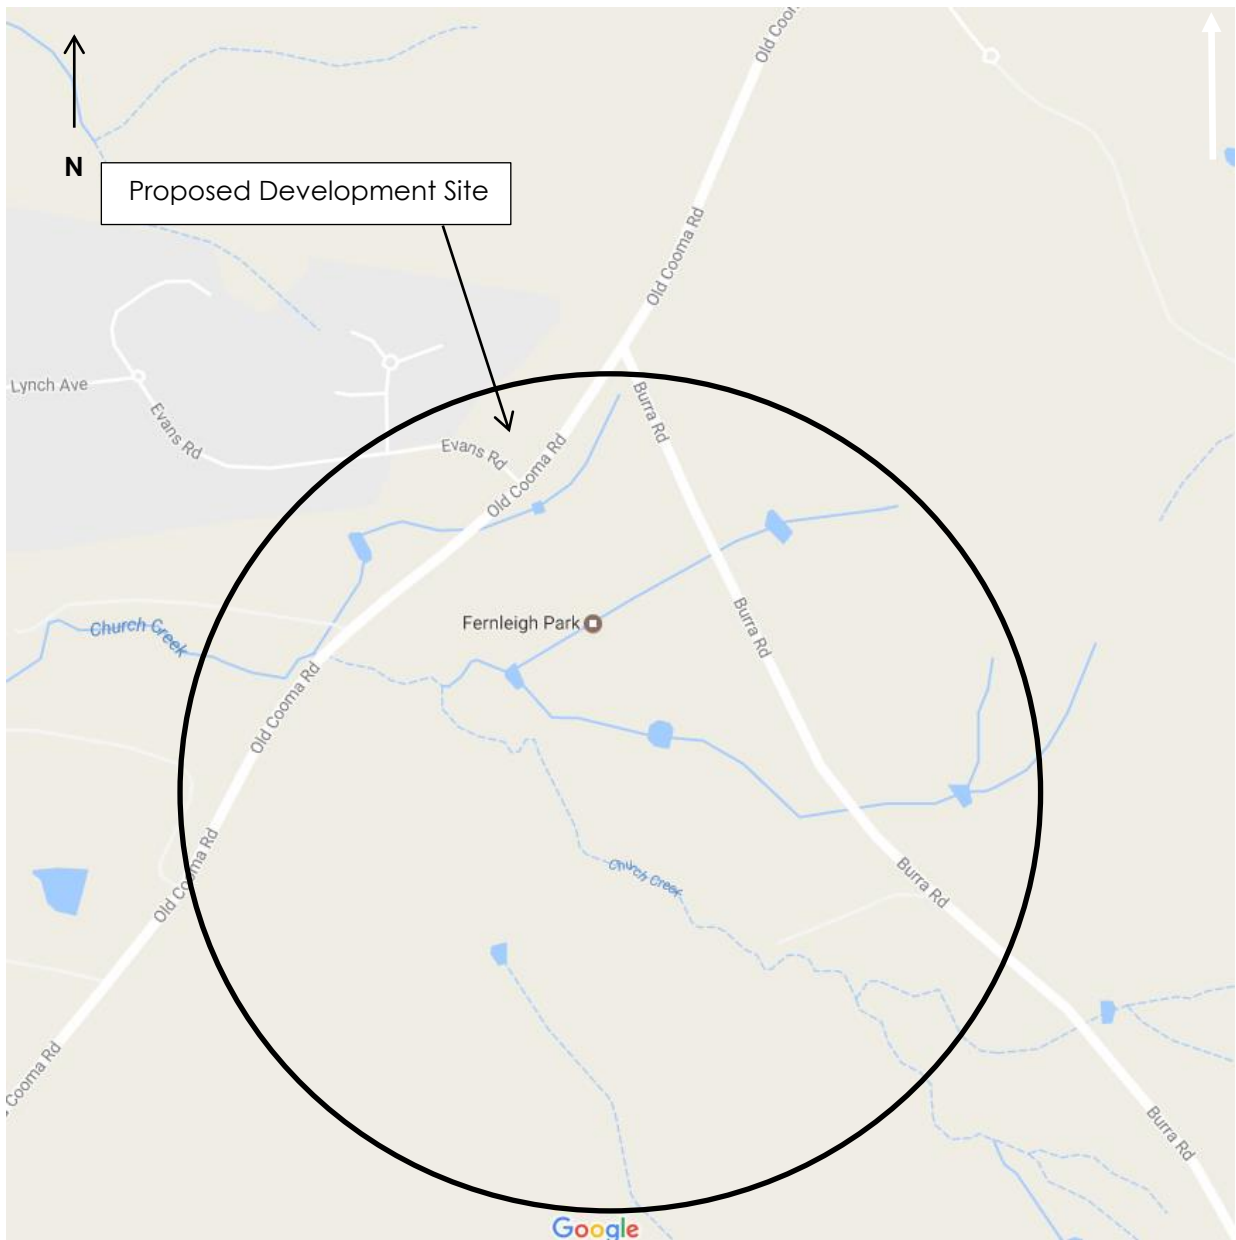 Old Coo
N
Proposed Development Site
Old Cooma Rd
Lynch Ave
Burra Rd
Evans Rd
Evans Rd
Old Cooma Rd
Burra Rd
Fernleigh Park
Church Creek
Old Cooma Rd
Old Cooma Rd
Church Creek
Burra Rd
Cooma Rd
Burra Rd
Google